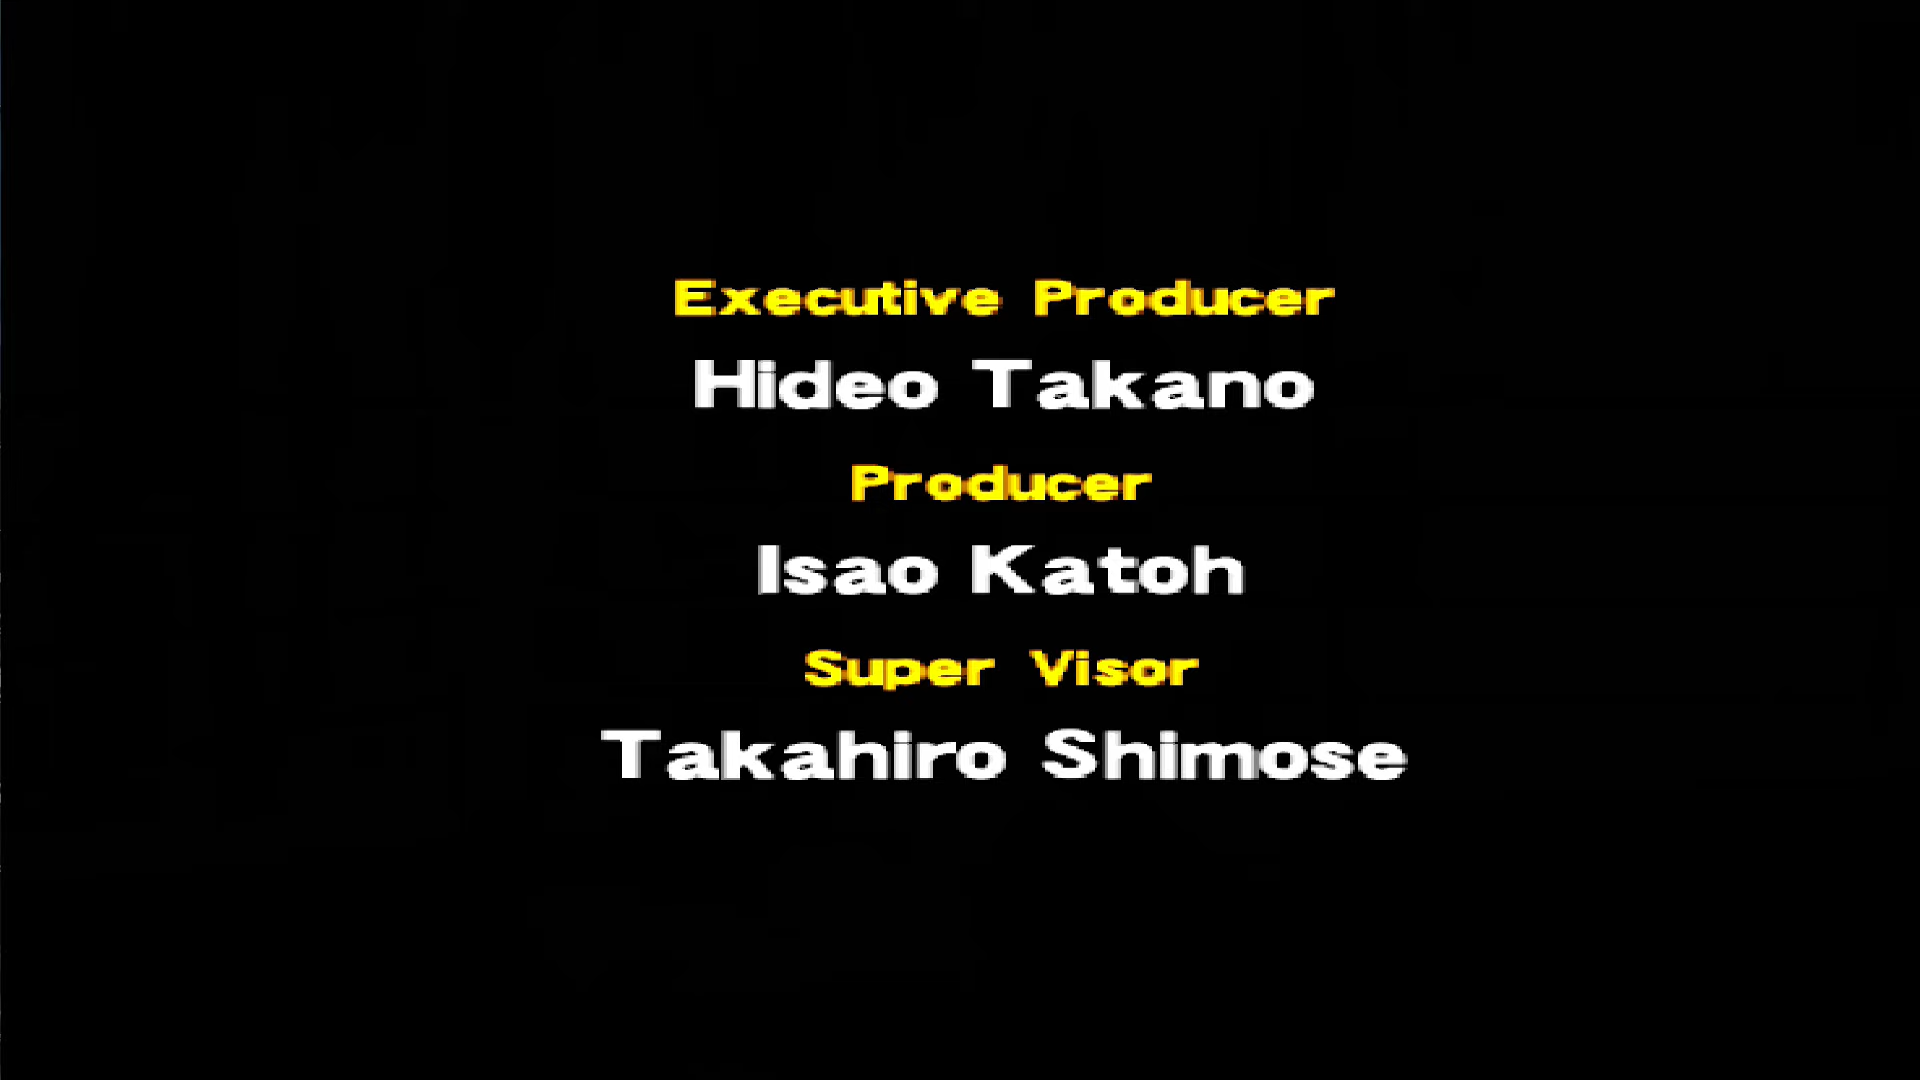 Executive Producer
Hideo Takano
Producer
Isao Katoh
Super Visor
Takahiro Shimose